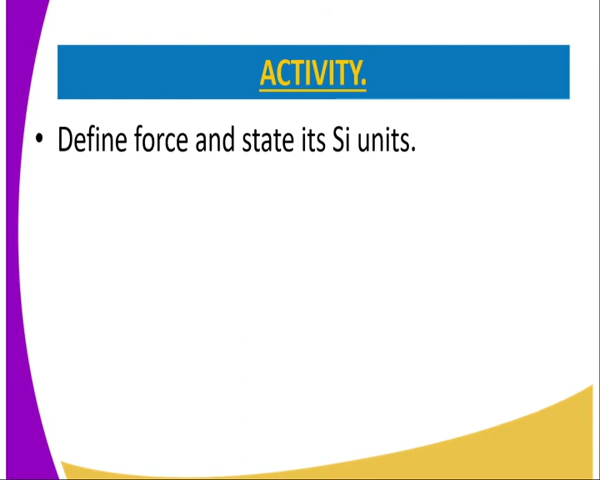 ACTIVITY.
• Define force and state its Si units.